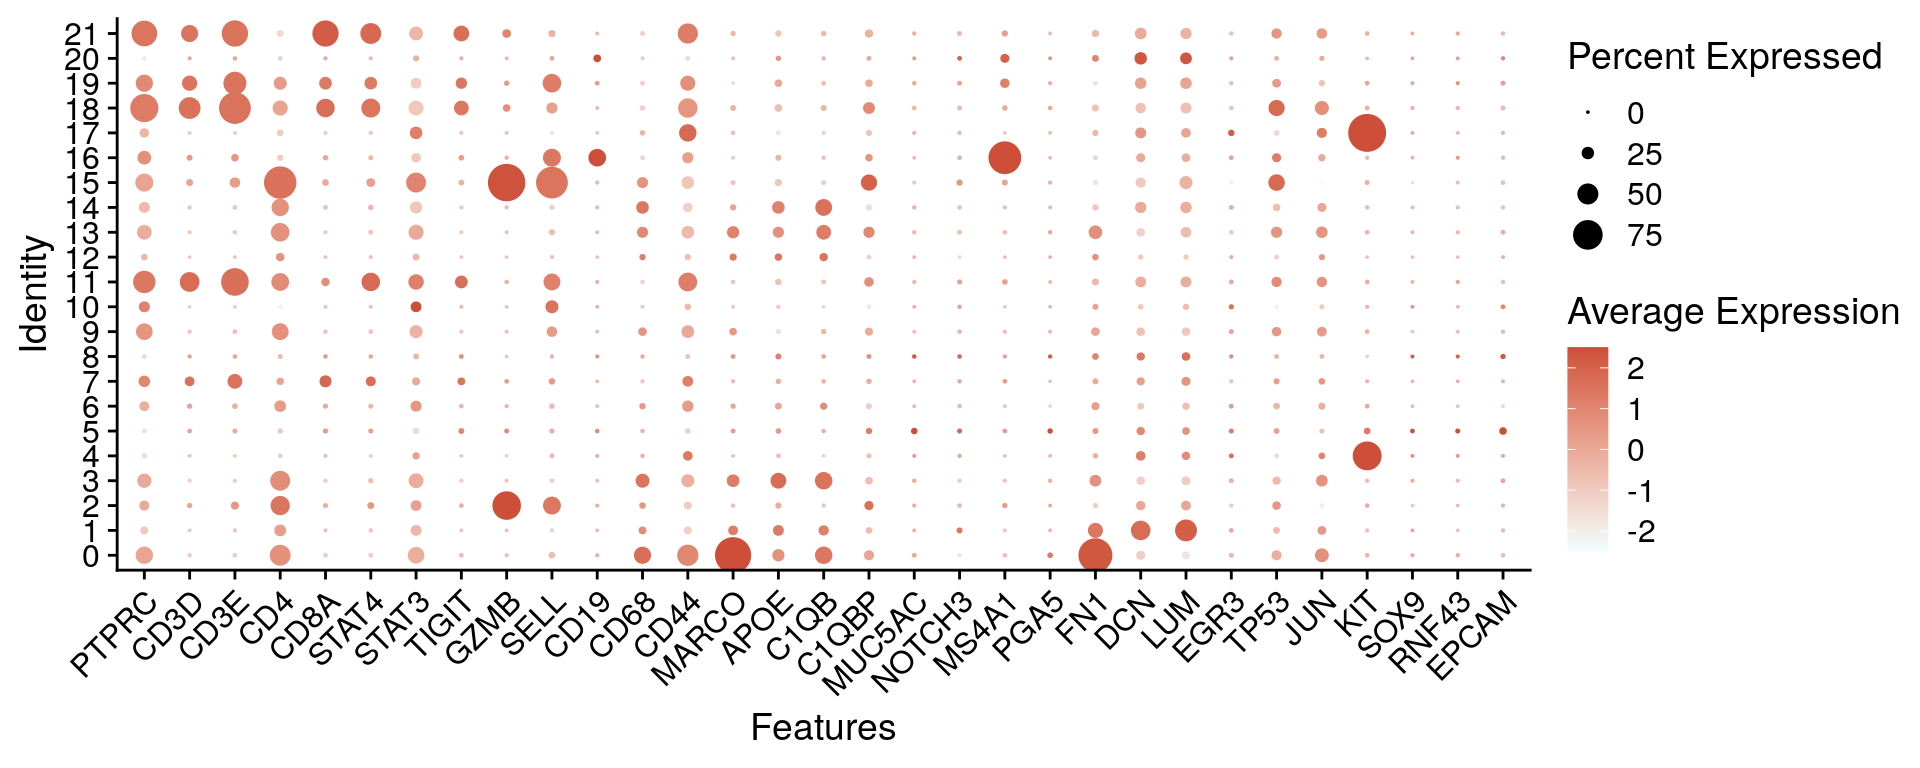 Identity
21
20
19
18
17
16
15
14
13
12
11
10
9
8
7
6
5
4
3
2
1
0
PTPRC
CD3D
CD3E
CD4
CD8A
STAT4
STAT3
TIGIT
GZMB
SELL
CD19
CD68
CD44
MARCO
APOE
C1QB
C1QBP
MUC5AC
NOTCH3
MS4A1
PGA5
FN1
DCN
LUM
EGR3
TP53
JUN
KIT
SOX9
RNF43
EPCAM
Features
Percent Expressed
0
25
50
75
Average Expression
2
1
0
-1
-2